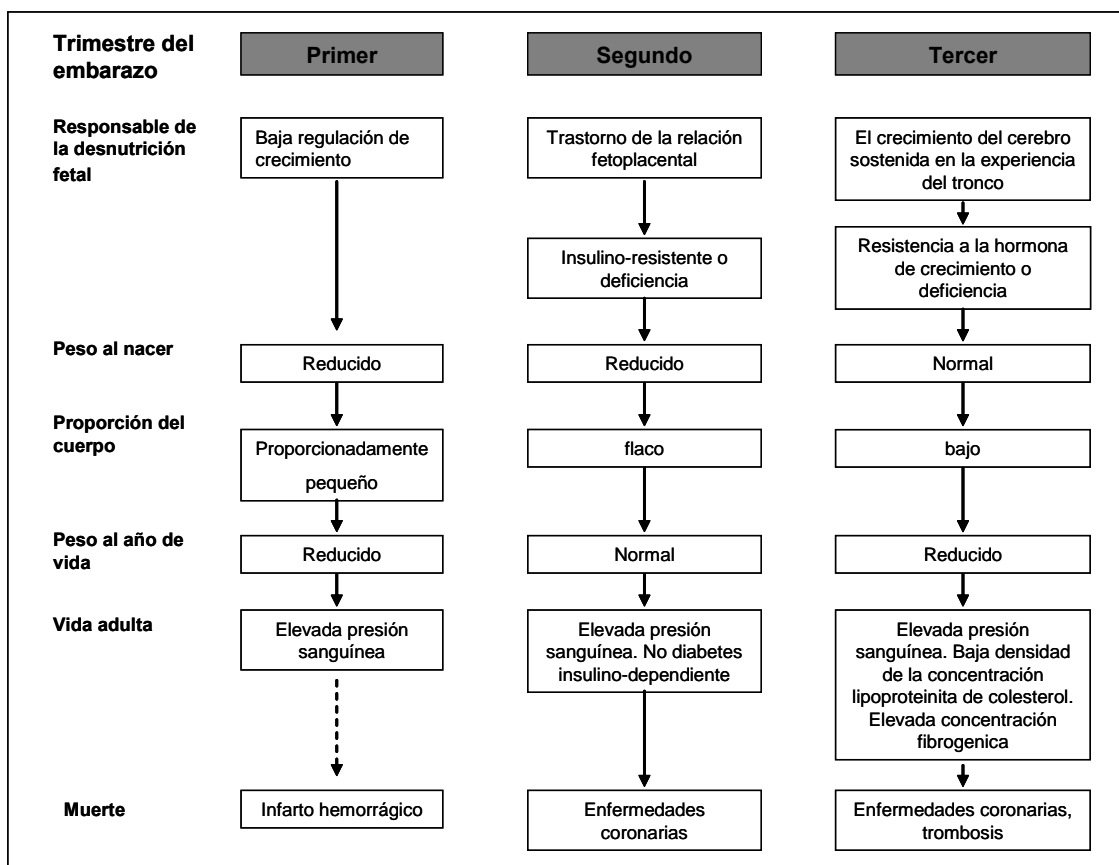 Trimestre del
embarazo
Primer
Segundo
Tercer
Responsable de
la desnutrición
fetal
Baja regulación de
crecimiento
Trastorno de la relación
fetoplacental
El crecimiento del cerebro
sostenida en la experiencia
del tronco
Insulino-resistente o
deficiencia
Resistencia a la hormona
de crecimiento o
deficiencia
Peso al nacer
Reducido
Reducido
Normal
Proporción del
cuerpo
Proporcionadamente
pequeño
flaco
bajo
Peso al año de
vida
Reducido
Normal
Reducido
Vida adulta
Elevada presión
sanguínea
Elevada presión
sanguínea. No diabetes
insulino-dependiente
Elevada presión
sanguínea. Baja densidad
de la concentración
lipoproteinita de colesterol.
Elevada concentración
fibrogenica
Muerte
Infarto hemorrágico
Enfermedades
coronarias
Enfermedades coronarias,
trombosis